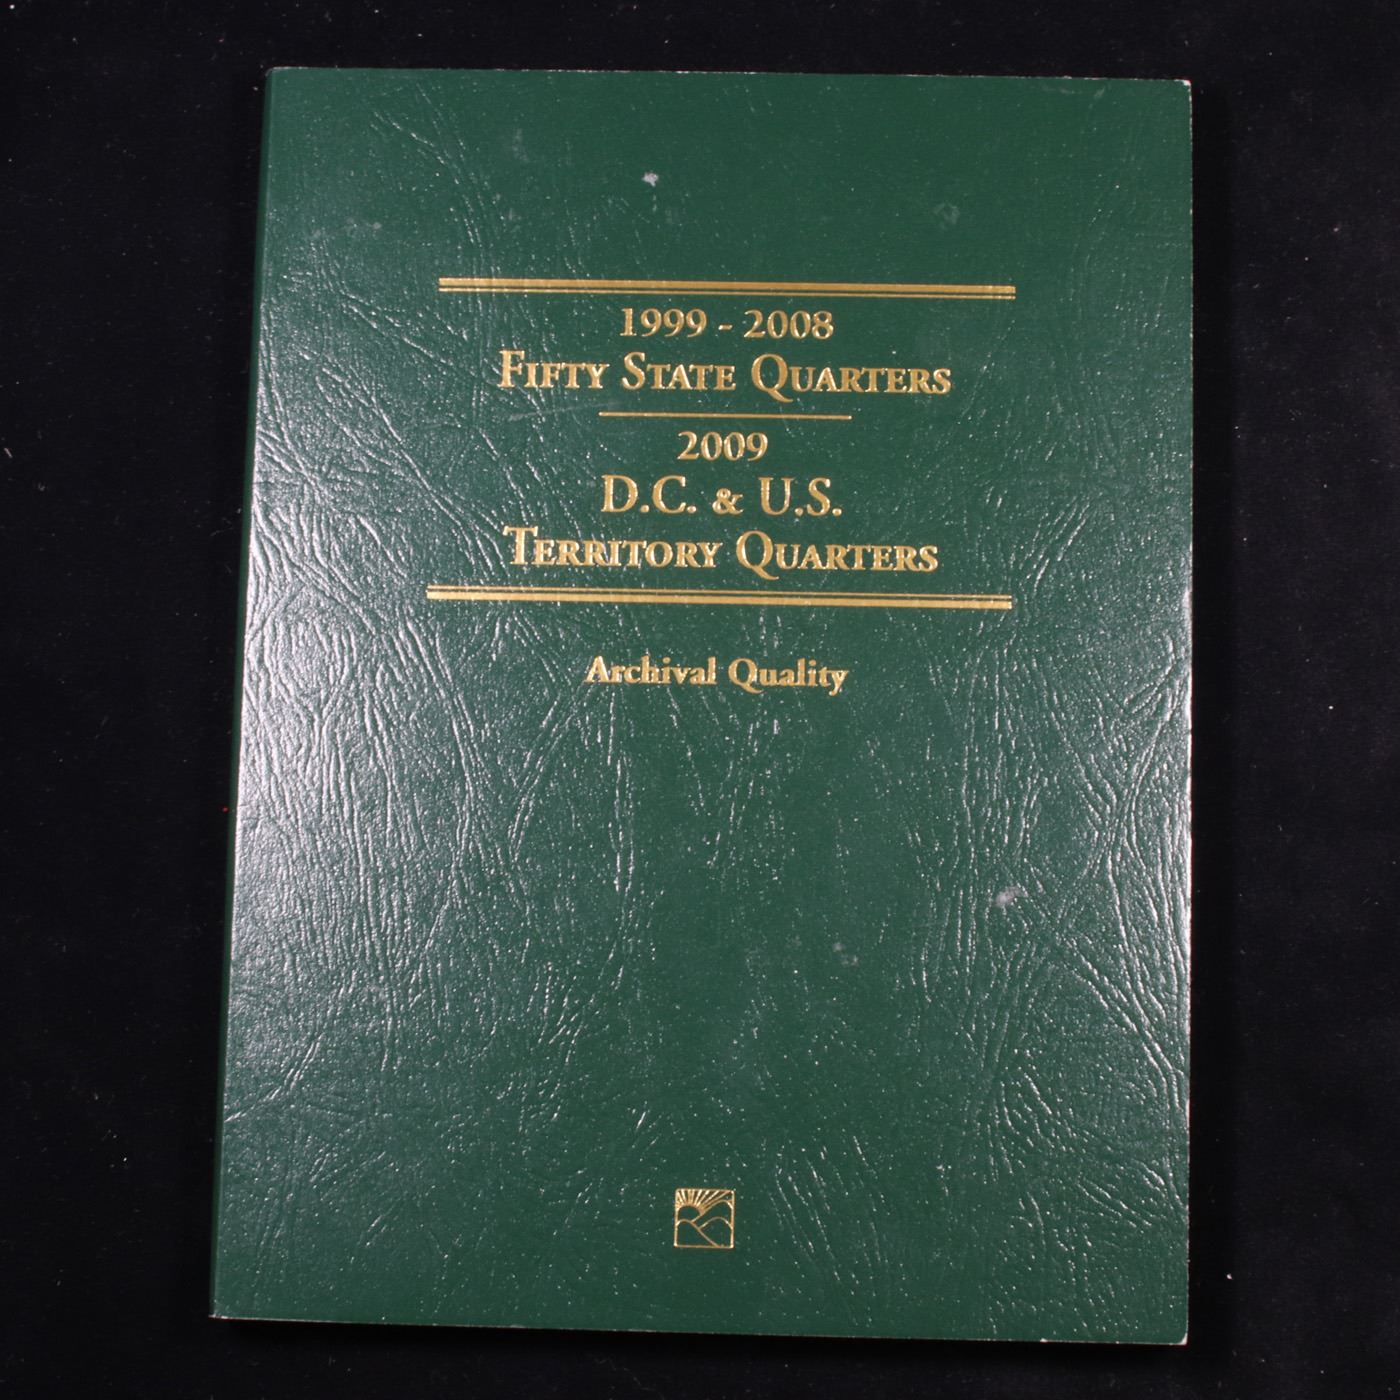 1999 - 2008
FIFTY STATE QUARTERS
2009
D.C. & U.S.
TERRITORY QUARTERS
Archival Quality